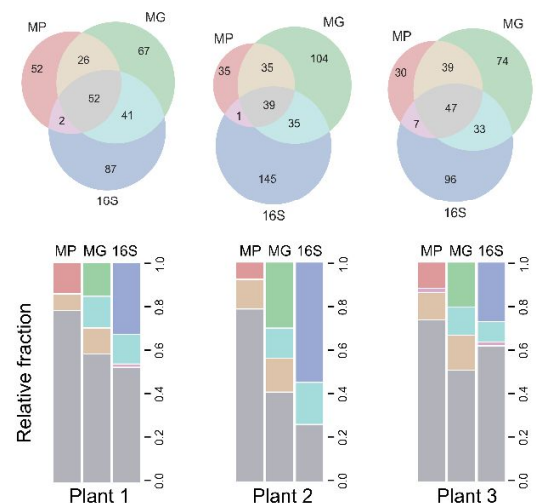 MP MG
52 26 67
52
2 41
87
16S
MP MG
35 35 104
39
1 35
145
16S
MP MG
30 39 74
47
7 33
96
16S
Relative fraction
MP MG 16S
1.0
0.8
0.6
0.4
0.2
0.0
Plant 1
MP MG 16S
1.0
0.8
0.6
0.4
0.2
0.0
Plant 2
MP MG 16S
1.0
0.8
0.6
0.4
0.2
0.0
Plant 3